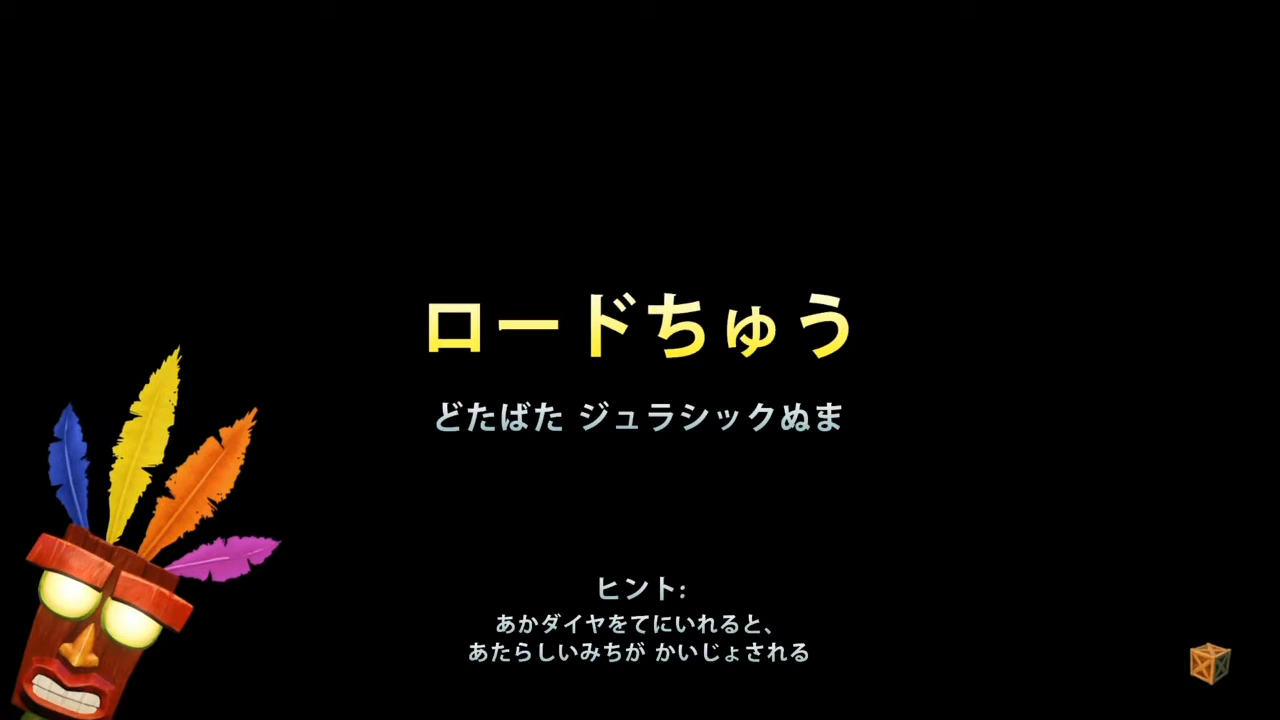 ロードちゅう
どたばた ジュラシックぬま
ヒント:
あかダイヤをてにいれると、
あたらしいみちが かいじょされる